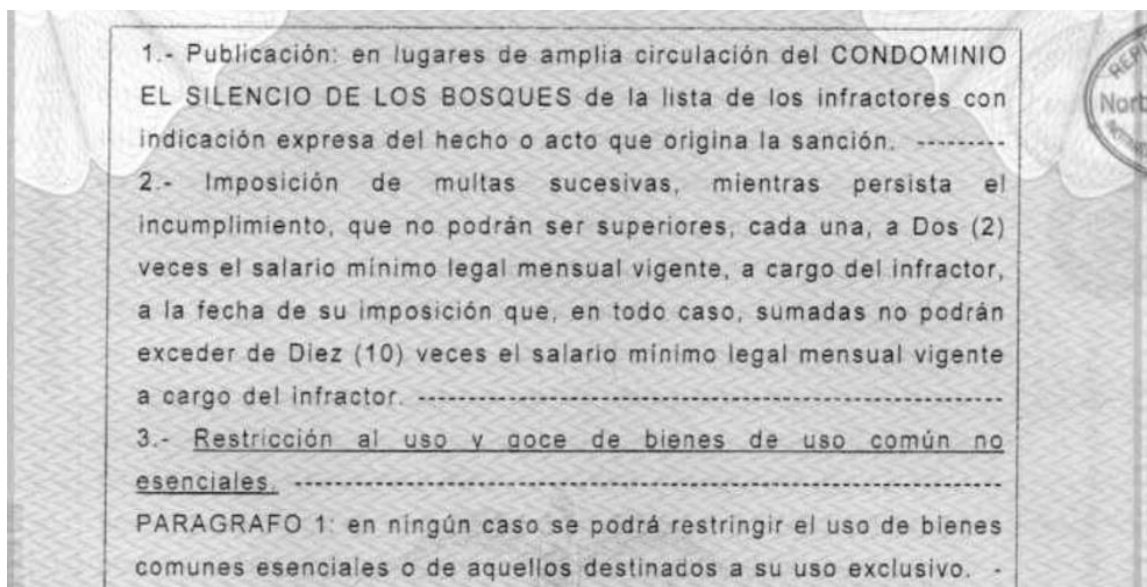 1.- Publicación: en lugares de amplia circulación del CONDOMINIO
EL SILENCIO DE LOS BOSQUES de la lista de los infractores con
indicación expresa del hecho o acto que origina la sanción. ---------
2.- Imposición de multas sucesivas, mientras persista el
incumplimiento, que no podrán ser superiores, cada una, a Dos (2)
veces el salario mínimo legal mensual vigente, a cargo del infractor,
a la fecha de su imposición que, en todo caso, sumadas no podrán
exceder de Diez (10) veces el salario mínimo legal mensual vigente
a cargo del infractor. ----------------------------------------------------------
3.- Restricción al uso y goce de bienes de uso común no
esenciales. ----------------------------------------------------------------------
PARAGRAFO 1: en ningún caso se podrá restringir el uso de bienes
comunes esenciales o de aquellos destinados a su uso exclusivo. -